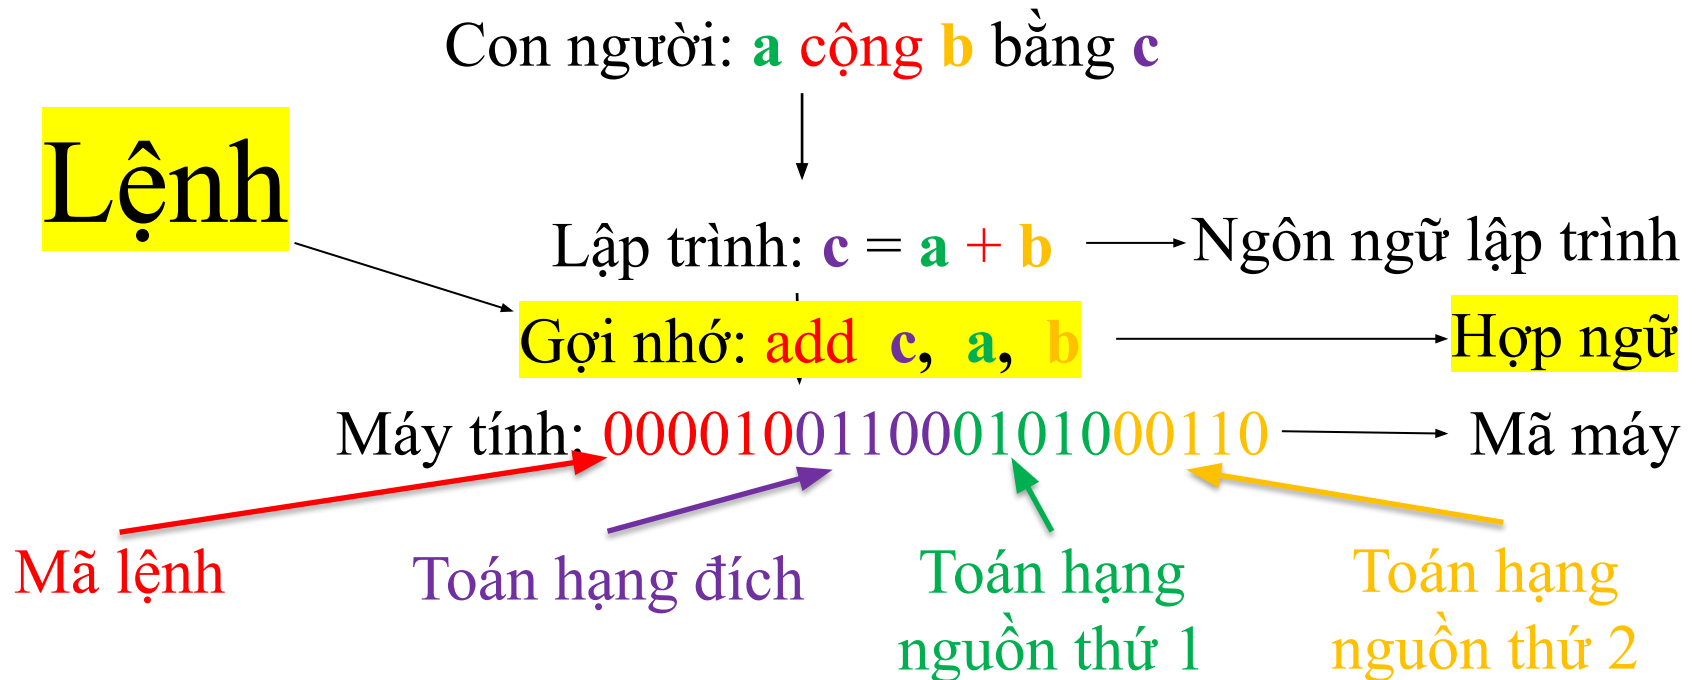 Con người: a cộng b bằng c
Lệnh
Lập trình: c = a + b
Ngôn ngữ lập trình
Gợi nhớ: add c, a, b
Hợp ngữ
Máy tính: 000010011000101000110
Mã máy
Mã lệnh
Toán hạng đích
Toán hạng
nguồn thứ 1
Toán hạng
nguồn thứ 2